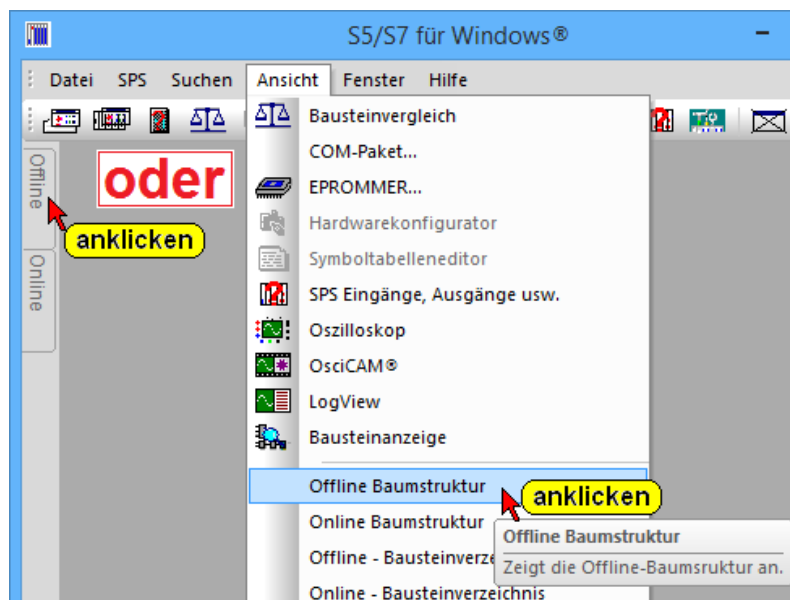 S5/S7 für Windows®
Datei SPS Suchen Ansicht Fenster Hilfe
Offline
oder
anklicken
Online
Bausteinvergleich
COM-Paket...
EPROMMER...
Hardwarekonfigurator
Symboltabelleneditor
SPS Eingänge, Ausgänge usw.
Oszilloskop
OsciCAM®
LogView
Bausteinanzeige
Offline Baumstruktur
anklicken
Online Baumstruktur
Offline Baumstruktur
Zeigt die Offline-Baumsruktur an.
Offline - Bausteinverze
Online - Bausteinverzeichnis